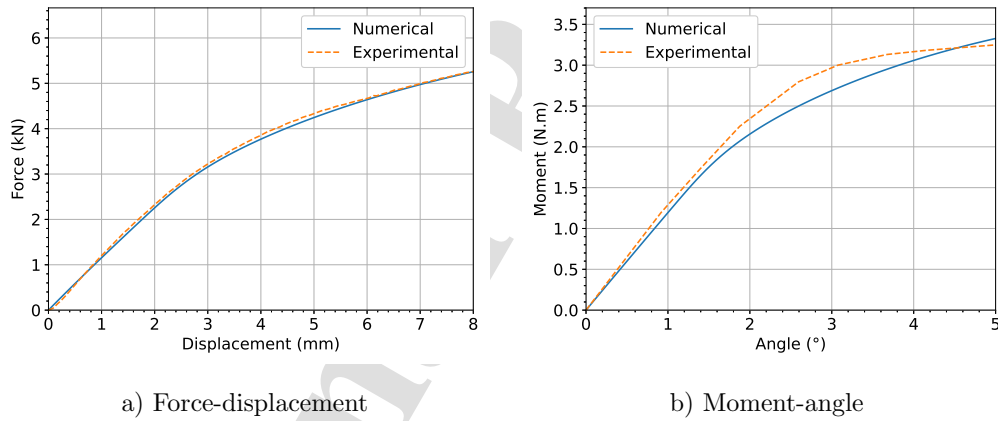 Numerical
Experimental
Force (kN)
6
5
4
3
2
1
0
0 1 2 3 4 5 6 7 8
Displacement (mm)
a) Force-displacement
Numerical
Experimental
Moment (N.m)
3.5
3.0
2.5
2.0
1.5
1.0
0.5
0.0
0 1 2 3 4 5
Angle (°)
b) Moment-angle